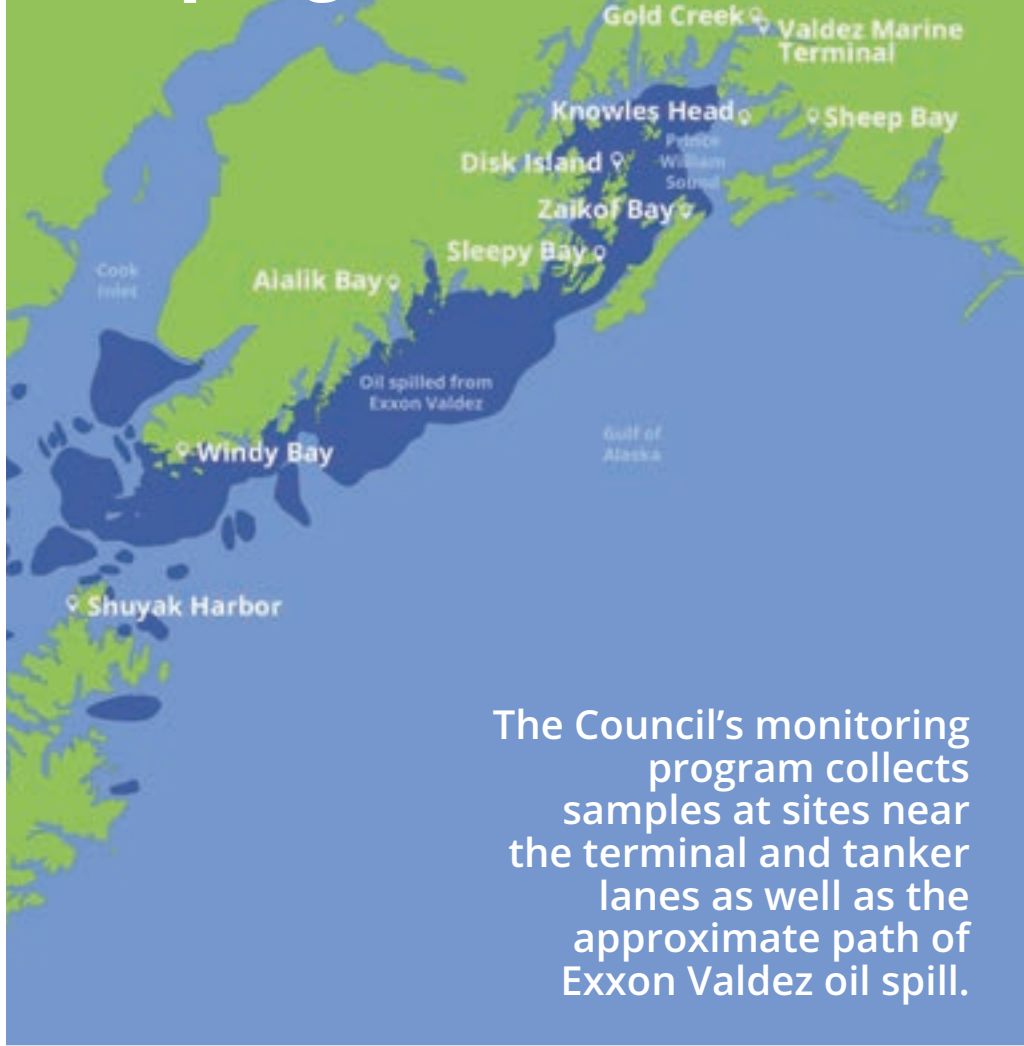 Gold Creek
Valdez Marine
Terminal
Knowles Head
Sheep Bay
Prince
William
Sound
Disk Island
Zaikof Bay
Sleepy Bay
Cook
Inlet
Aialik Bay
Oil spilled from
Exxon Valdez
Gulf of
Alaska
Windy Bay
Shuyak Harbor
The Council’s monitoring
program collects
samples at sites near
the terminal and tanker
lanes as well as the
approximate path of
Exxon Valdez oil spill.